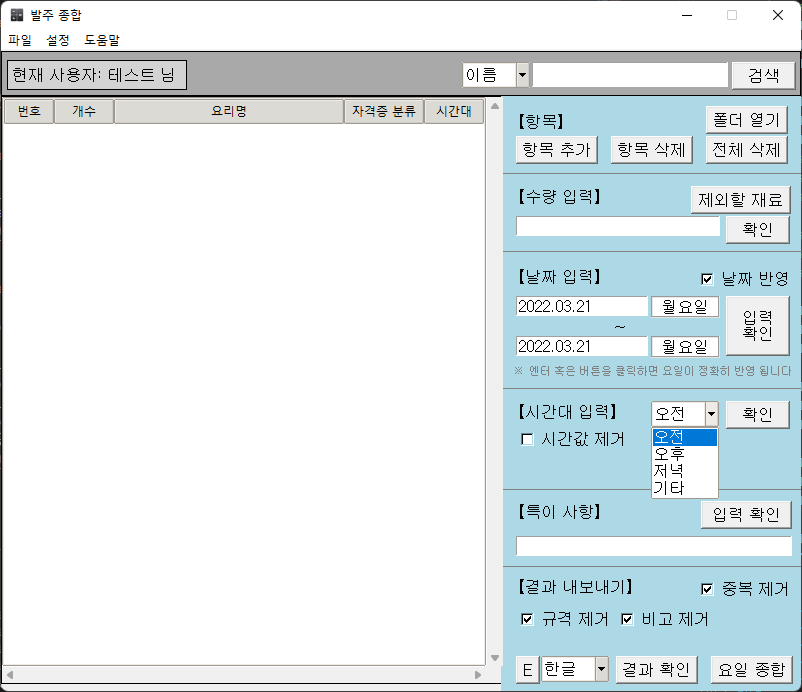 발주 종합
파일 설정 도움말
현재 사용자: 테스트 닝 이름 검색
번호 개수 요리명 자격증 분류 시간대
【항목】 폴더 열기
항목 추가 항목 삭제 전체 삭제
【수량 입력】 제외할 재료
확인
【날짜 입력】 날짜 반영
2022.03.21 월요일 입력 확인
~
2022.03.21 월요일
※ 엔터 혹은 버튼을 클릭하면 요일이 정확히 반영 됩니다
【시간대 입력】 오전 확인
시간값 제거
오전
오후
저녁
기타
【특이 사항】 입력 확인
【결과 내보내기】 중복 제거
규격 제거 비고 제거
E 한글 결과 확인 요일 종합